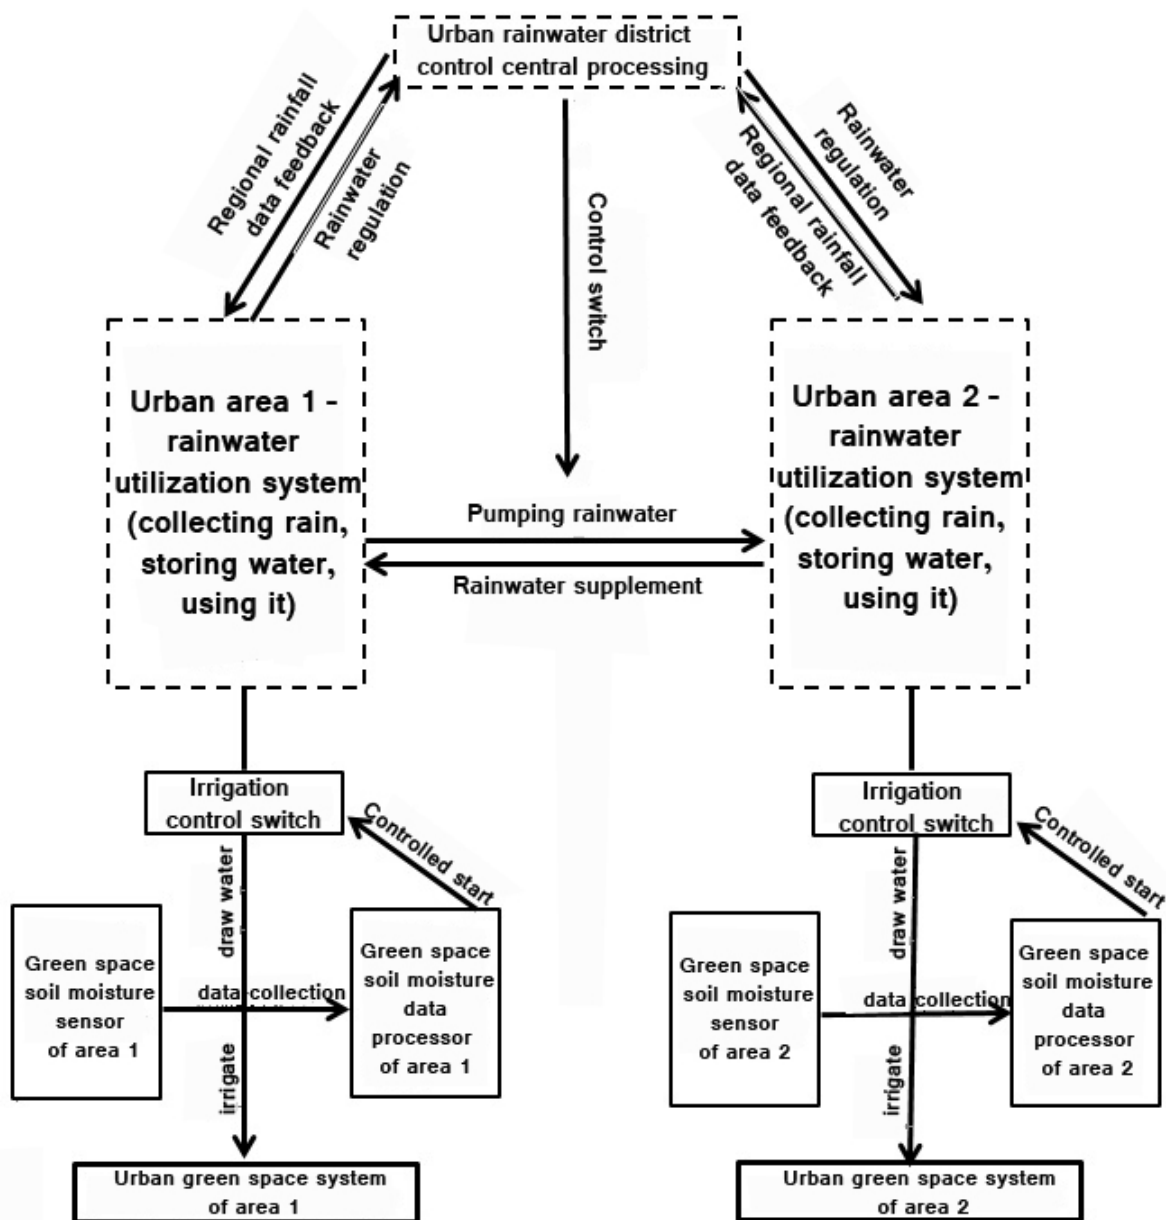 Urban rainwater district
control central processing
Regional rainfall
data feedback
Rainwater
regulation
Control switch
Rainwater
regulation
Regional rainfall
data feedback
Urban area 1 -
rainwater
utilization system
(collecting rain,
storing water,
using it)
Pumping rainwater
Rainwater supplement
Urban area 2 -
rainwater
utilization system
(collecting rain,
storing water,
using it)
Irrigation
control switch
Controlled start
draw water
Green space
soil moisture
sensor
of area 1
data collection
Green space
soil moisture
data
processor
of area 1
irrigate
Urban green space system
of area 1
Irrigation
control switch
Controlled start
draw water
Green space
soil moisture
sensor
of area 2
data collection
Green space
soil moisture
data
processor
of area 2
irrigate
Urban green space system
of area 2